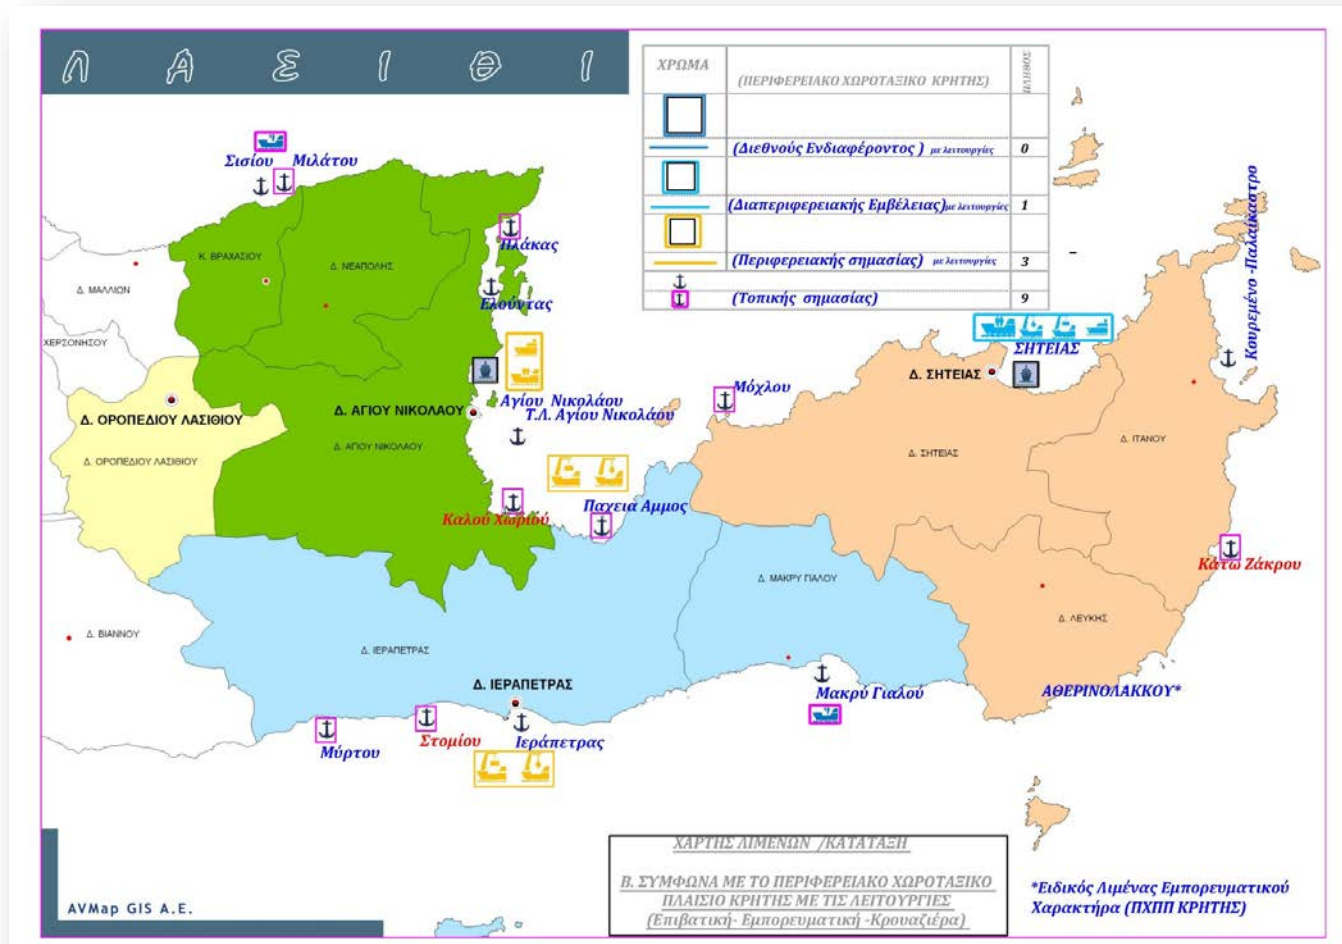 Λ Α Σ Ι Θ Ι
ΧΡΩΜΑ
(ΠΕΡΙΦΕΡΕΙΑΚΟ ΧΩΡΟΤΑΞΙΚΟ ΚΡΗΤΗΣ)
ΠΛΗΘΟΣ
(Διεθνούς Ενδιαφέροντος ) με λειτουργίες 0
(Διαπεριφερειακής Εμβέλειας)με λειτουργίες 1
(Περιφερειακής σημασίας) με λειτουργίες 3
(Τοπικής σημασίας) 9
Σισίου Μιλάτου
Πλάκας
Κ. ΒΡΑΧΑΣΙΟΥ
Δ. ΝΕΑΠΟΛΗΣ
Δ. ΜΑΛΛΙΩΝ
Ελούντας
Κουρεμένο -Παλαίκαστρο
ΧΕΡΣΟΝΗΣΟΥ
ΣΗΤΕΙΑΣ
Δ. ΣΗΤΕΙΑΣ
Μόχλου
Αγίου Νικολάου
Τ.Λ. Αγίου Νικολάου
Δ. ΑΓΙΟΥ ΝΙΚΟΛΑΟΥ
Δ. ΟΡΟΠΕΔΙΟΥ ΛΑΣΙΘΙΟΥ
Δ. ΑΓΙΟΥ ΝΙΚΟΛΑΟΥ
Δ. ΟΡΟΠΕΔΙΟΥ ΛΑΣΙΘΙΟΥ
Δ. ΣΗΤΕΙΑΣ
Δ. ΙΤΑΝΟΥ
Καλού Χωριού
Παχεια Αμμος
Κάτω Ζάκρου
Δ. ΜΑΚΡΥ ΓΙΑΛΟΥ
Δ. ΛΕΥΚΗΣ
Δ. ΒΙΑΝΝΟΥ
Δ. ΙΕΡΑΠΕΤΡΑΣ
Δ. ΙΕΡΑΠΕΤΡΑΣ
Μακρύ Γιαλού
ΑΘΕΡΙΝΟΛΑΚΚΟΥ*
Μύρτου
Στομίου
Ιεράπετρας
ΧΑΡΤΗΣ ΛΙΜΕΝΩΝ /ΚΑΤΑΤΑΞΗ
Β. ΣΥΜΦΩΝΑ ΜΕ ΤΟ ΠΕΡΙΦΕΡΕΙΑΚΟ ΧΩΡΟΤΑΞΙΚΟ
ΠΛΑΙΣΙΟ ΚΡΗΤΗΣ ΜΕ ΤΙΣ ΛΕΙΤΟΥΡΓΙΕΣ
(Επιβατική- Εμπορευματική -Κρουαζιέρα)
*Ειδικός Λιμένας Εμπορευματικού
Χαρακτήρα (ΠΧΠΠ ΚΡΗΤΗΣ)
AVMap GIS A.E.